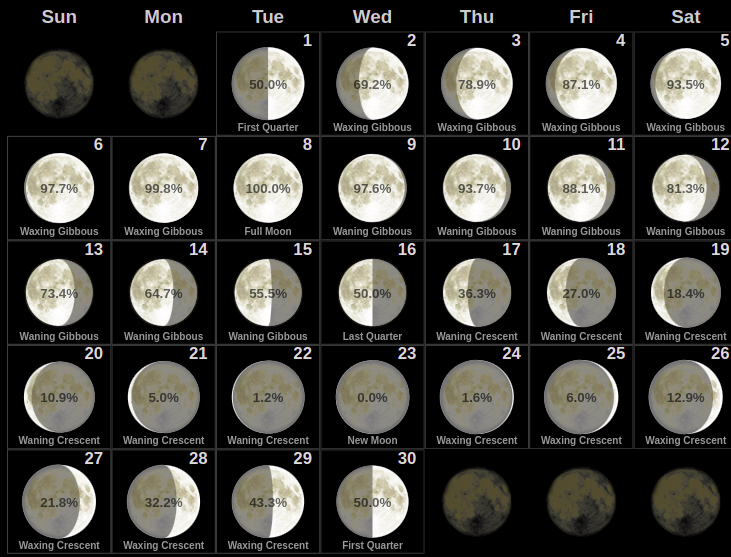 Sun Mon Tue Wed Thu Fri Sat
1 2 3 4 5
50.0% 69.2% 78.9% 87.1% 93.5%
First Quarter Waxing Gibbous Waxing Gibbous Waxing Gibbous Waxing Gibbous
6 7 8 9 10 11 12
97.7% 99.8% 100.0% 97.6% 93.7% 88.1% 81.3%
Waxing Gibbous Waxing Gibbous Full Moon Waning Gibbous Waning Gibbous Waning Gibbous Waning Gibbous
13 14 15 16 17 18 19
73.4% 64.7% 55.5% 50.0% 36.3% 27.0% 18.4%
Waning Gibbous Waning Gibbous Waning Gibbous Last Quarter Waning Crescent Waning Crescent Waning Crescent
20 21 22 23 24 25 26
10.9% 5.0% 1.2% 0.0% 1.6% 6.0% 12.9%
Waning Crescent Waning Crescent Waning Crescent New Moon Waxing Crescent Waxing Crescent Waxing Crescent
27 28 29 30
21.8% 32.2% 43.3% 50.0%
Waxing Crescent Waxing Crescent Waxing Crescent First Quarter